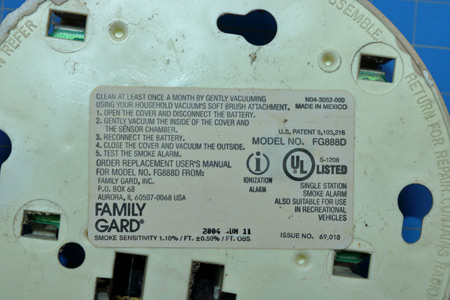 CLEAN AT LEAST ONCE A MONTH BY GENTLY VACUUMING
USING YOUR HOUSEHOLD VACUUM'S SOFT BRUSH ATTACHMENT.
1. OPEN THE COVER AND DISCONNECT THE BATTERY.
2. GENTLY VACUUM THE INSIDE OF THE COVER AND
THE SENSOR CHAMBER.
3. RECONNECT THE BATTERY.
4. CLOSE THE COVER AND VACUUM THE OUTSIDE.
5. TEST THE SMOKE ALARM.
ORDER REPLACEMENT USER'S MANUAL
FOR MODEL NO. FG888D FROM:
FAMILY GARD, INC.
P.O. BOX 68
AURORA, IL 60507-0068 USA
FAMILY
GARD®
2004 JUN 11
SMOKE SENSITIVITY 1.10% / FT. ±0.50% / FT. OBS
N04-3052-000
MADE IN MEXICO
U.S. PATENT 5,103,216
MODEL NO. FG888D
i
IONIZATION
ALARM
UL
S-1208
LISTED
SINGLE STATION
SMOKE ALARM
ALSO SUITABLE FOR USE
IN RECREATIONAL
VEHICLES
ISSUE NO. 69,010
ASSEMBLE.
RETURN FOR